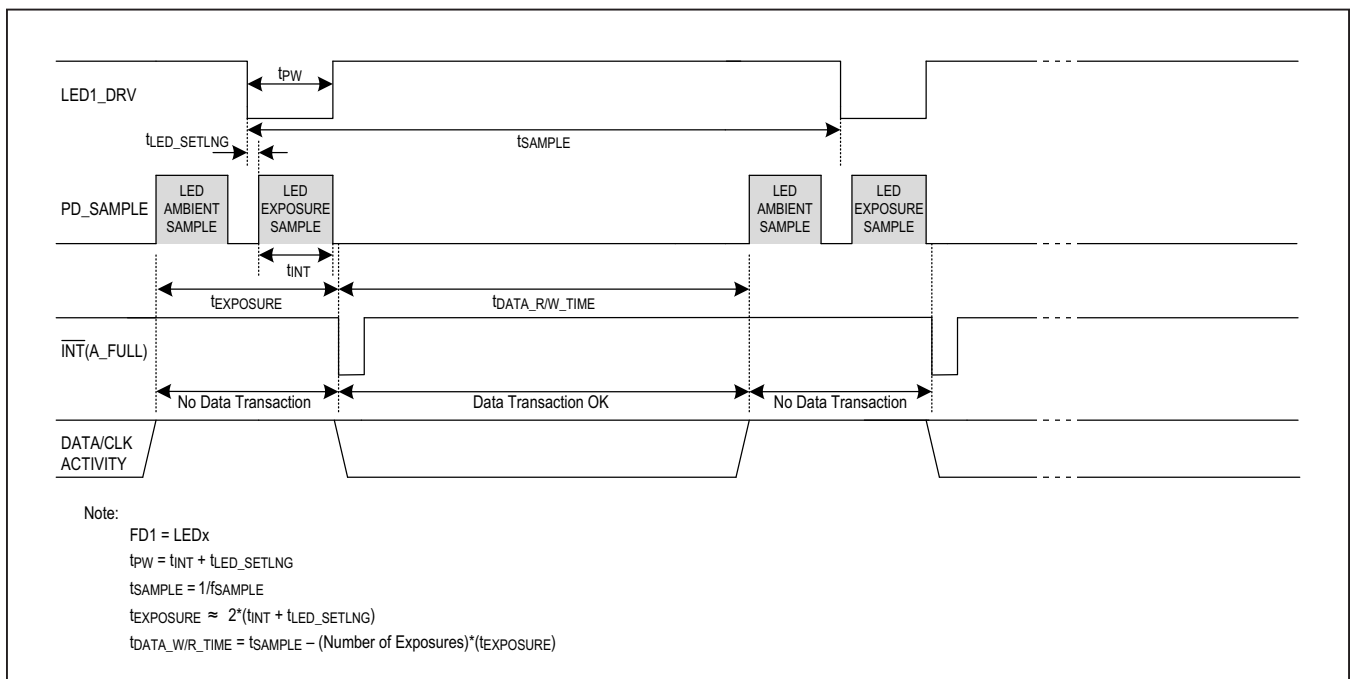 tPW
LED1_DRV
tLED_SETLNG
tSAMPLE
PD_SAMPLE
LED
AMBIENT
SAMPLE
LED
EXPOSURE
SAMPLE
LED
AMBIENT
SAMPLE
LED
EXPOSURE
SAMPLE
tINT
tEXPOSURE
tDATA_R/W_TIME
INT(A_FULL)
No Data Transaction
Data Transaction OK
No Data Transaction
DATA/CLK
ACTIVITY
Note:
FD1 = LEDx
tPW = tINT + tLED_SETLNG
tSAMPLE = 1/fSAMPLE
tEXPOSURE ≈ 2*(tINT + tLED_SETLNG)
tDATA_W/R_TIME = tSAMPLE – (Number of Exposures)*(tEXPOSURE)